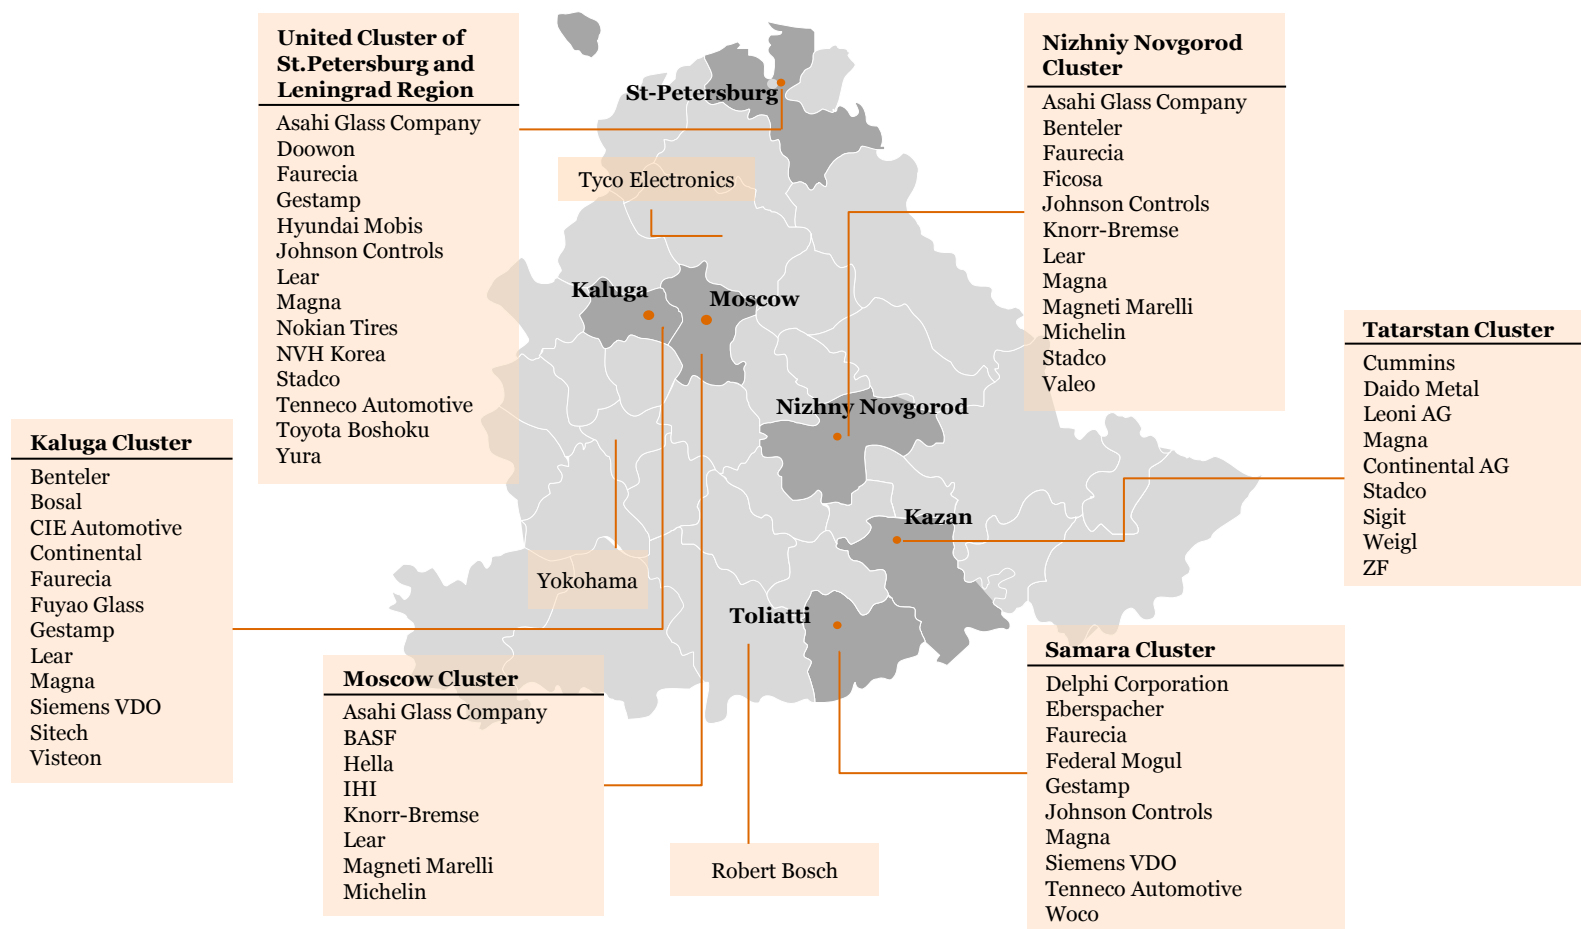 United Cluster of
St.Petersburg and
Leningrad Region
Asahi Glass Company
Doowon
Faurecia
Gestamp
Hyundai Mobis
Johnson Controls
Lear
Magna
Nokian Tires
NVH Korea
Stadco
Tenneco Automotive
Toyota Boshoku
Yura
Nizhniy Novgorod
Cluster
Asahi Glass Company
Benteler
Faurecia
Ficosa
Johnson Controls
Knorr-Bremse
Lear
Magna
Magneti Marelli
Michelin
Stadco
Valeo
St-Petersburg
Tyco Electronics
Kaluga
Moscow
Nizhny Novgorod
Kazan
Toliatti
Yokohama
Tatarstan Cluster
Cummins
Daido Metal
Leoni AG
Magna
Continental AG
Stadco
Sigit
Weigl
ZF
Kaluga Cluster
Benteler
Bosal
CIE Automotive
Continental
Faurecia
Fuyao Glass
Gestamp
Lear
Magna
Siemens VDO
Sitech
Visteon
Moscow Cluster
Asahi Glass Company
BASF
Hella
IHI
Knorr-Bremse
Lear
Magneti Marelli
Michelin
Robert Bosch
Samara Cluster
Delphi Corporation
Eberspacher
Faurecia
Federal Mogul
Gestamp
Johnson Controls
Magna
Siemens VDO
Tenneco Automotive
Woco